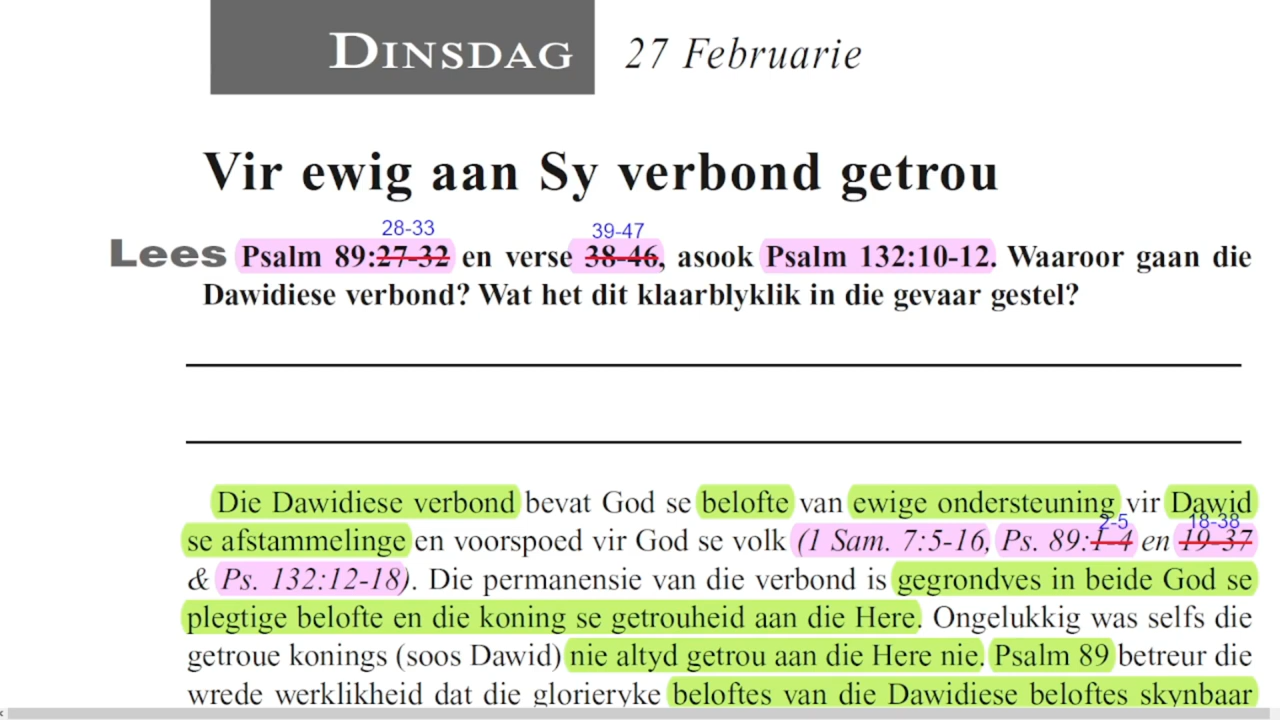 DINSDAG 27 Februarie
Vir ewig aan Sy verbond getrou
28-33 39-47
Lees Psalm 89:27-32 en verse 38-46, asook Psalm 132:10-12. Waaroor gaan die
Dawidiese verbond? Wat het dit klaarblyklik in die gevaar gestel?
Die Dawidiese verbond bevat God se belofte van ewige ondersteuning vir Dawid
2-5 18-38
se afstammelinge en voorspoed vir God se volk (1 Sam. 7:5-16, Ps. 89:1-4 en 19-37
& Ps. 132:12-18). Die permanensie van die verbond is gegrondves in beide God se
plegtige belofte en die koning se getrouheid aan die Here. Ongelukkig was selfs die
getroue konings (soos Dawid) nie altyd getrou aan die Here nie. Psalm 89 betreur die
wrede werklikheid dat die glorieryke beloftes van die Dawidiese beloftes skynbaar